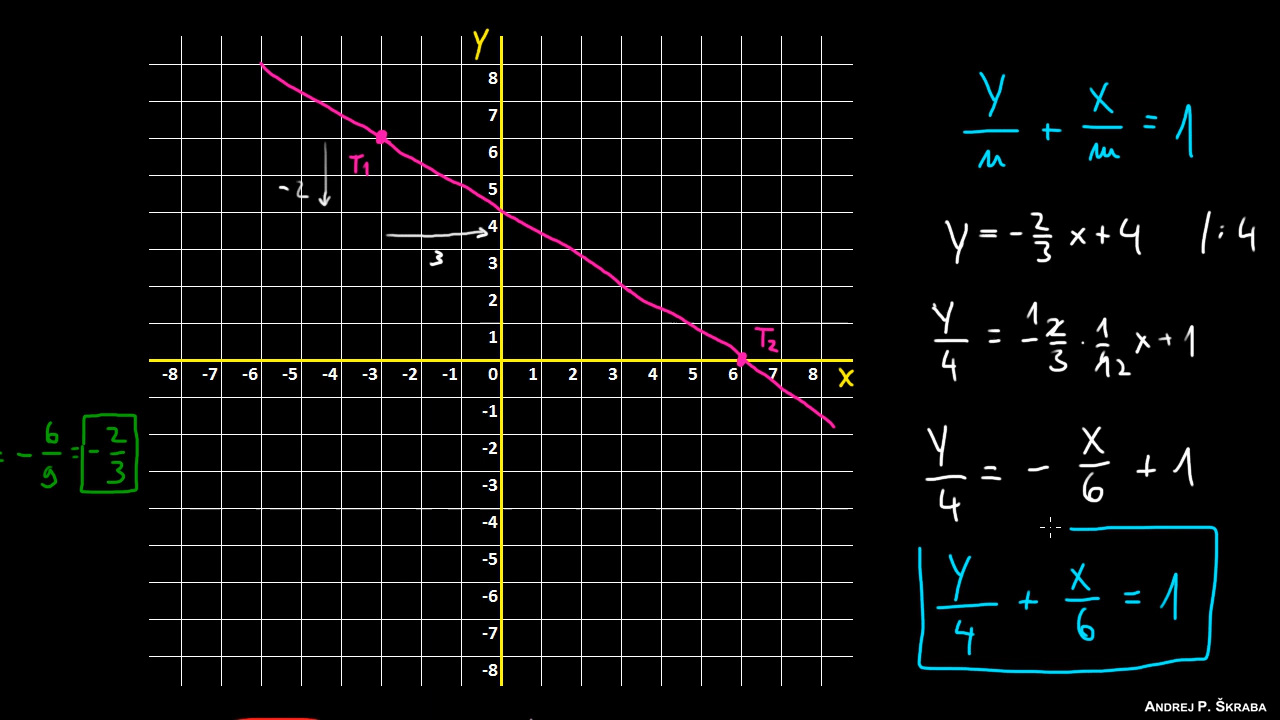 Y
8
7
6
5
4
3
2
1
-8 -7 -6 -5 -4 -3 -2 -1 0 1 2 3 4 5 6 7 8 X
-1
-2
-3
-4
-5
-6
-7
-8
T₁
T₂
-2
3
= - 6/9 = - 2/3
Y/n + X/m = 1
Y = - 2/3 X + 4 /:4
Y/4 = - 2/3 · 1/4 X + 1
1 2
Y/4 = - X/6 + 1
Y/4 + X/6 = 1
ANDREJ P. ŠKRABA